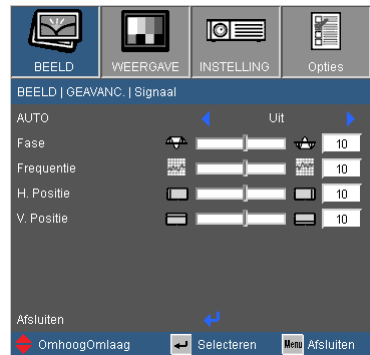 BEELD WEERGAVE INSTELLING Opties
BEELD | GEAVANC. | Signaal
AUTO Uit
Fase 10
Frequentie 10
H. Positie 10
V. Positie 10
Afsluiten
OmhoogOmlaag Selecteren Menu Afsluiten